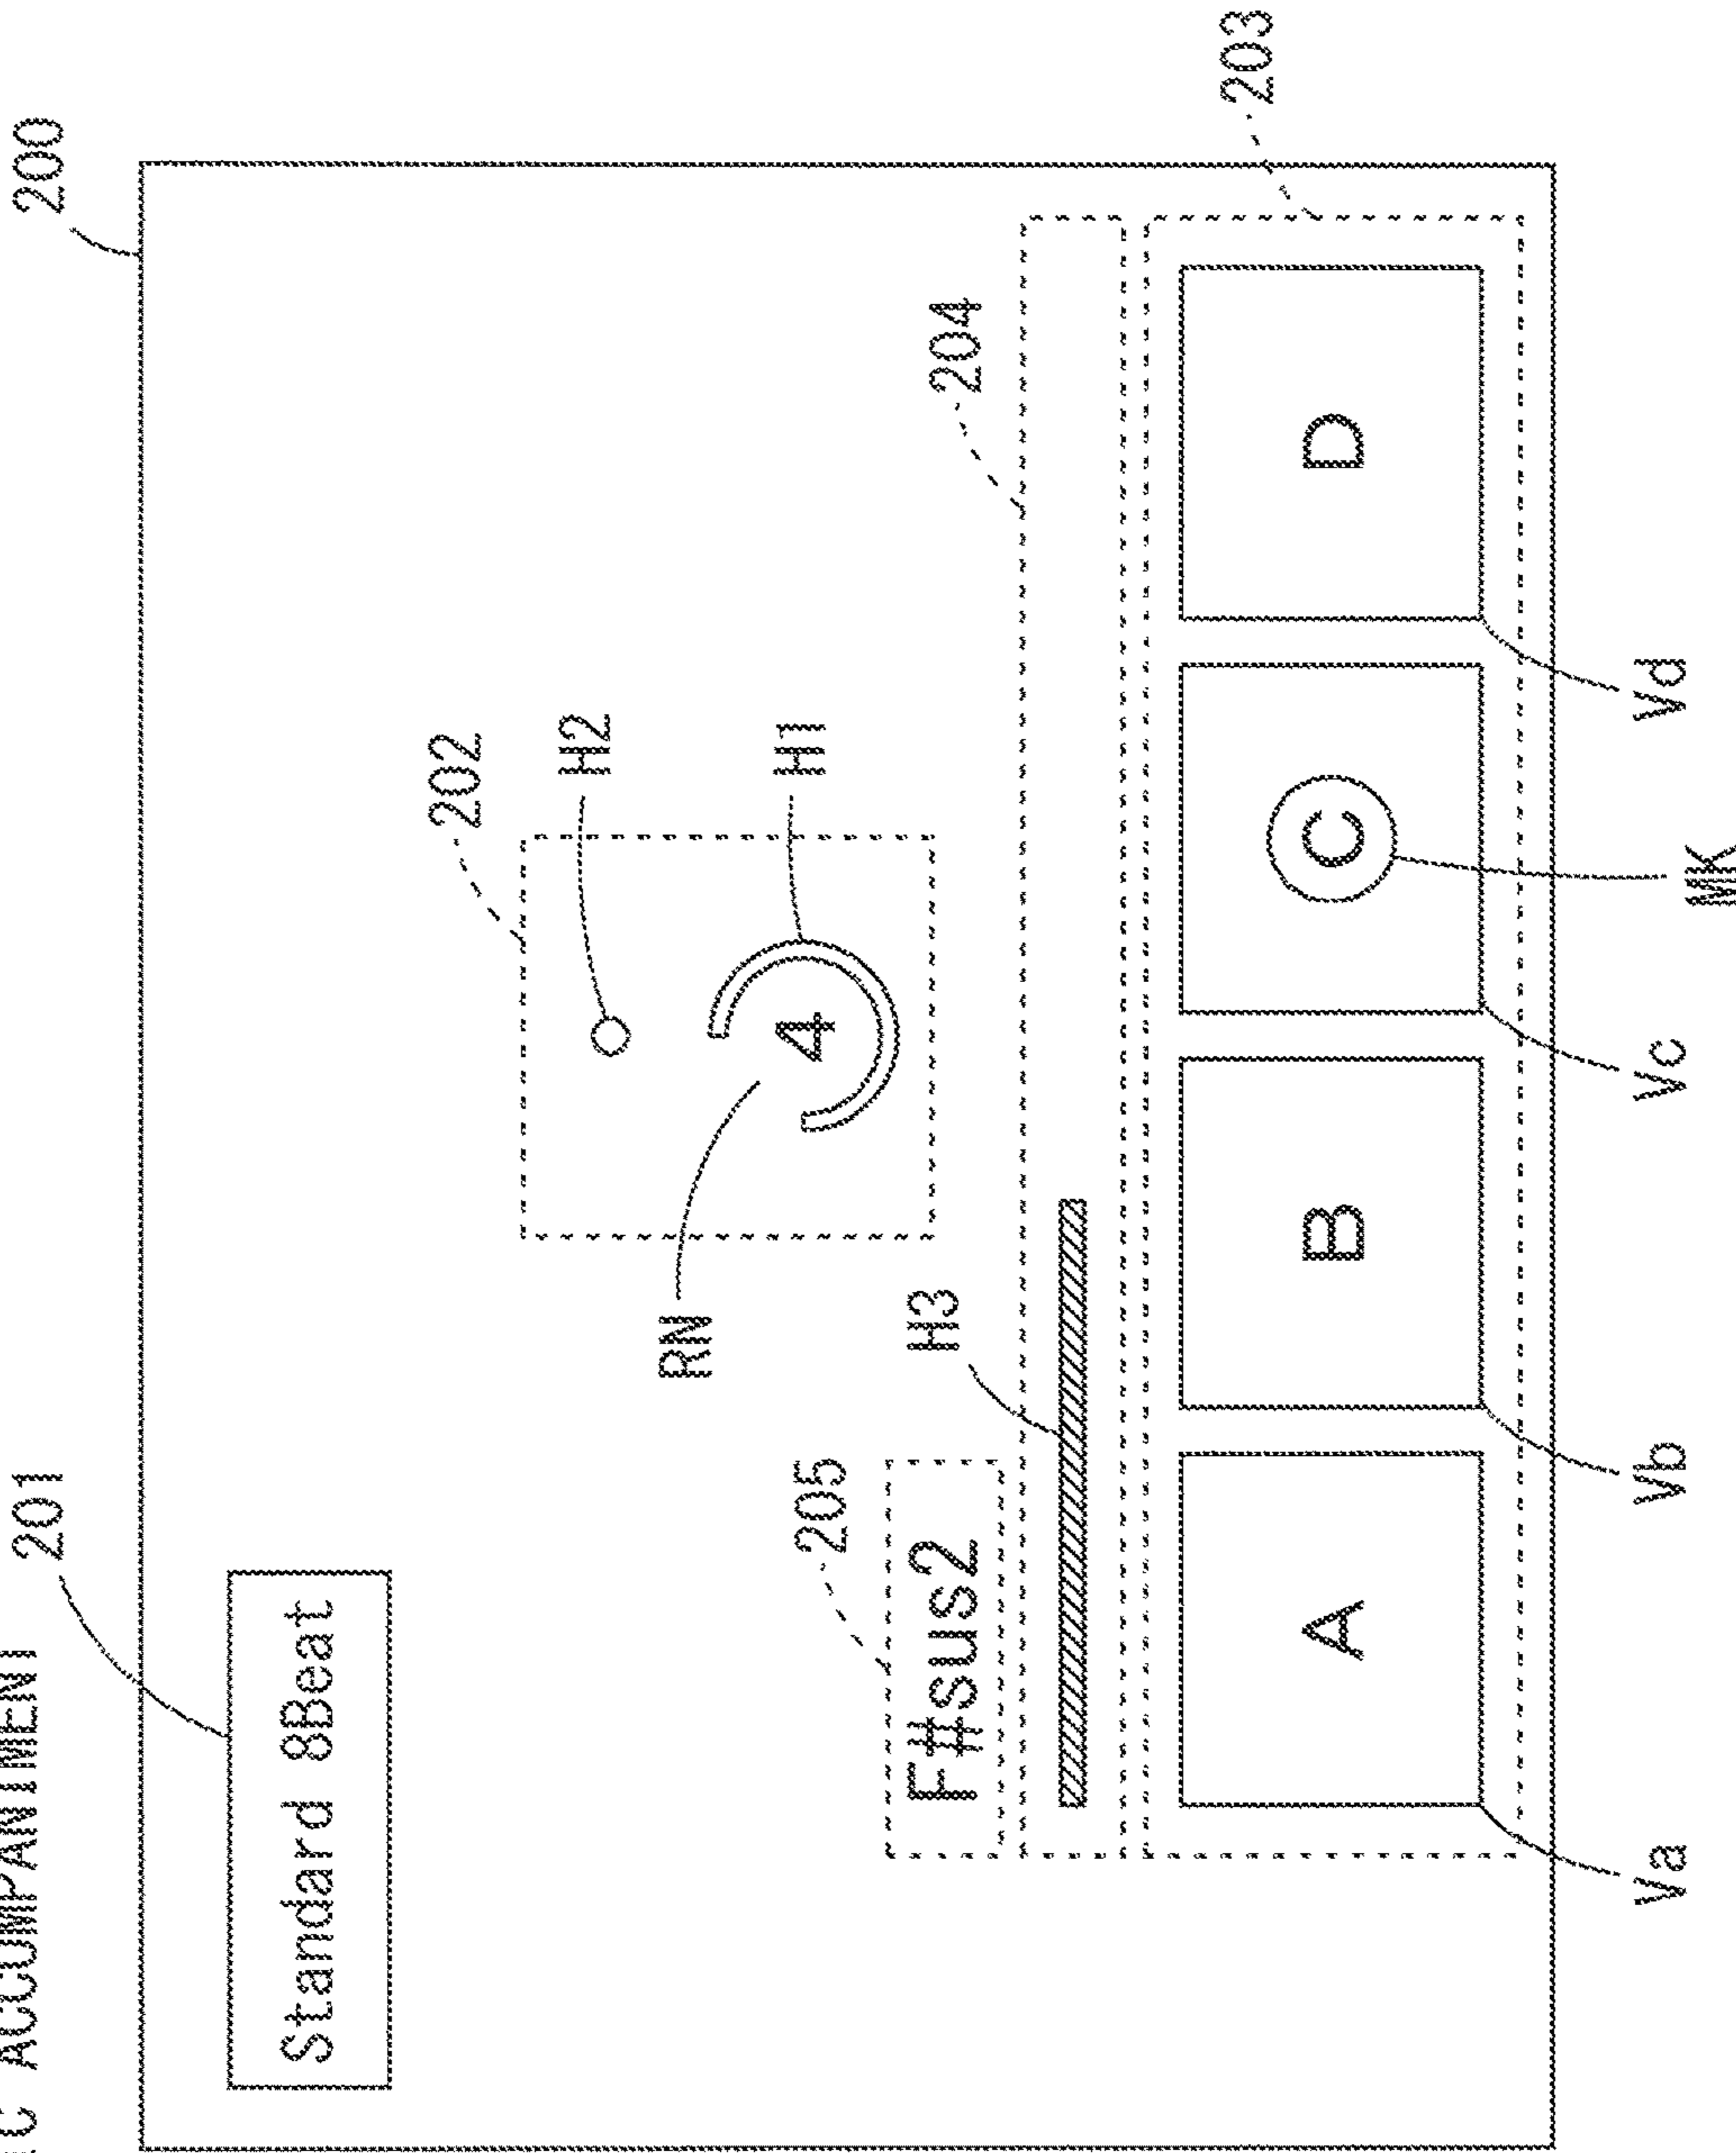 ACCOMPANIMENT
200
201
Standard 8Beat
202
H2
H1
RN
4
205
F#sus2
H3
204
203
A
B
C
D
Va
Vb
Vc
MK
Vd